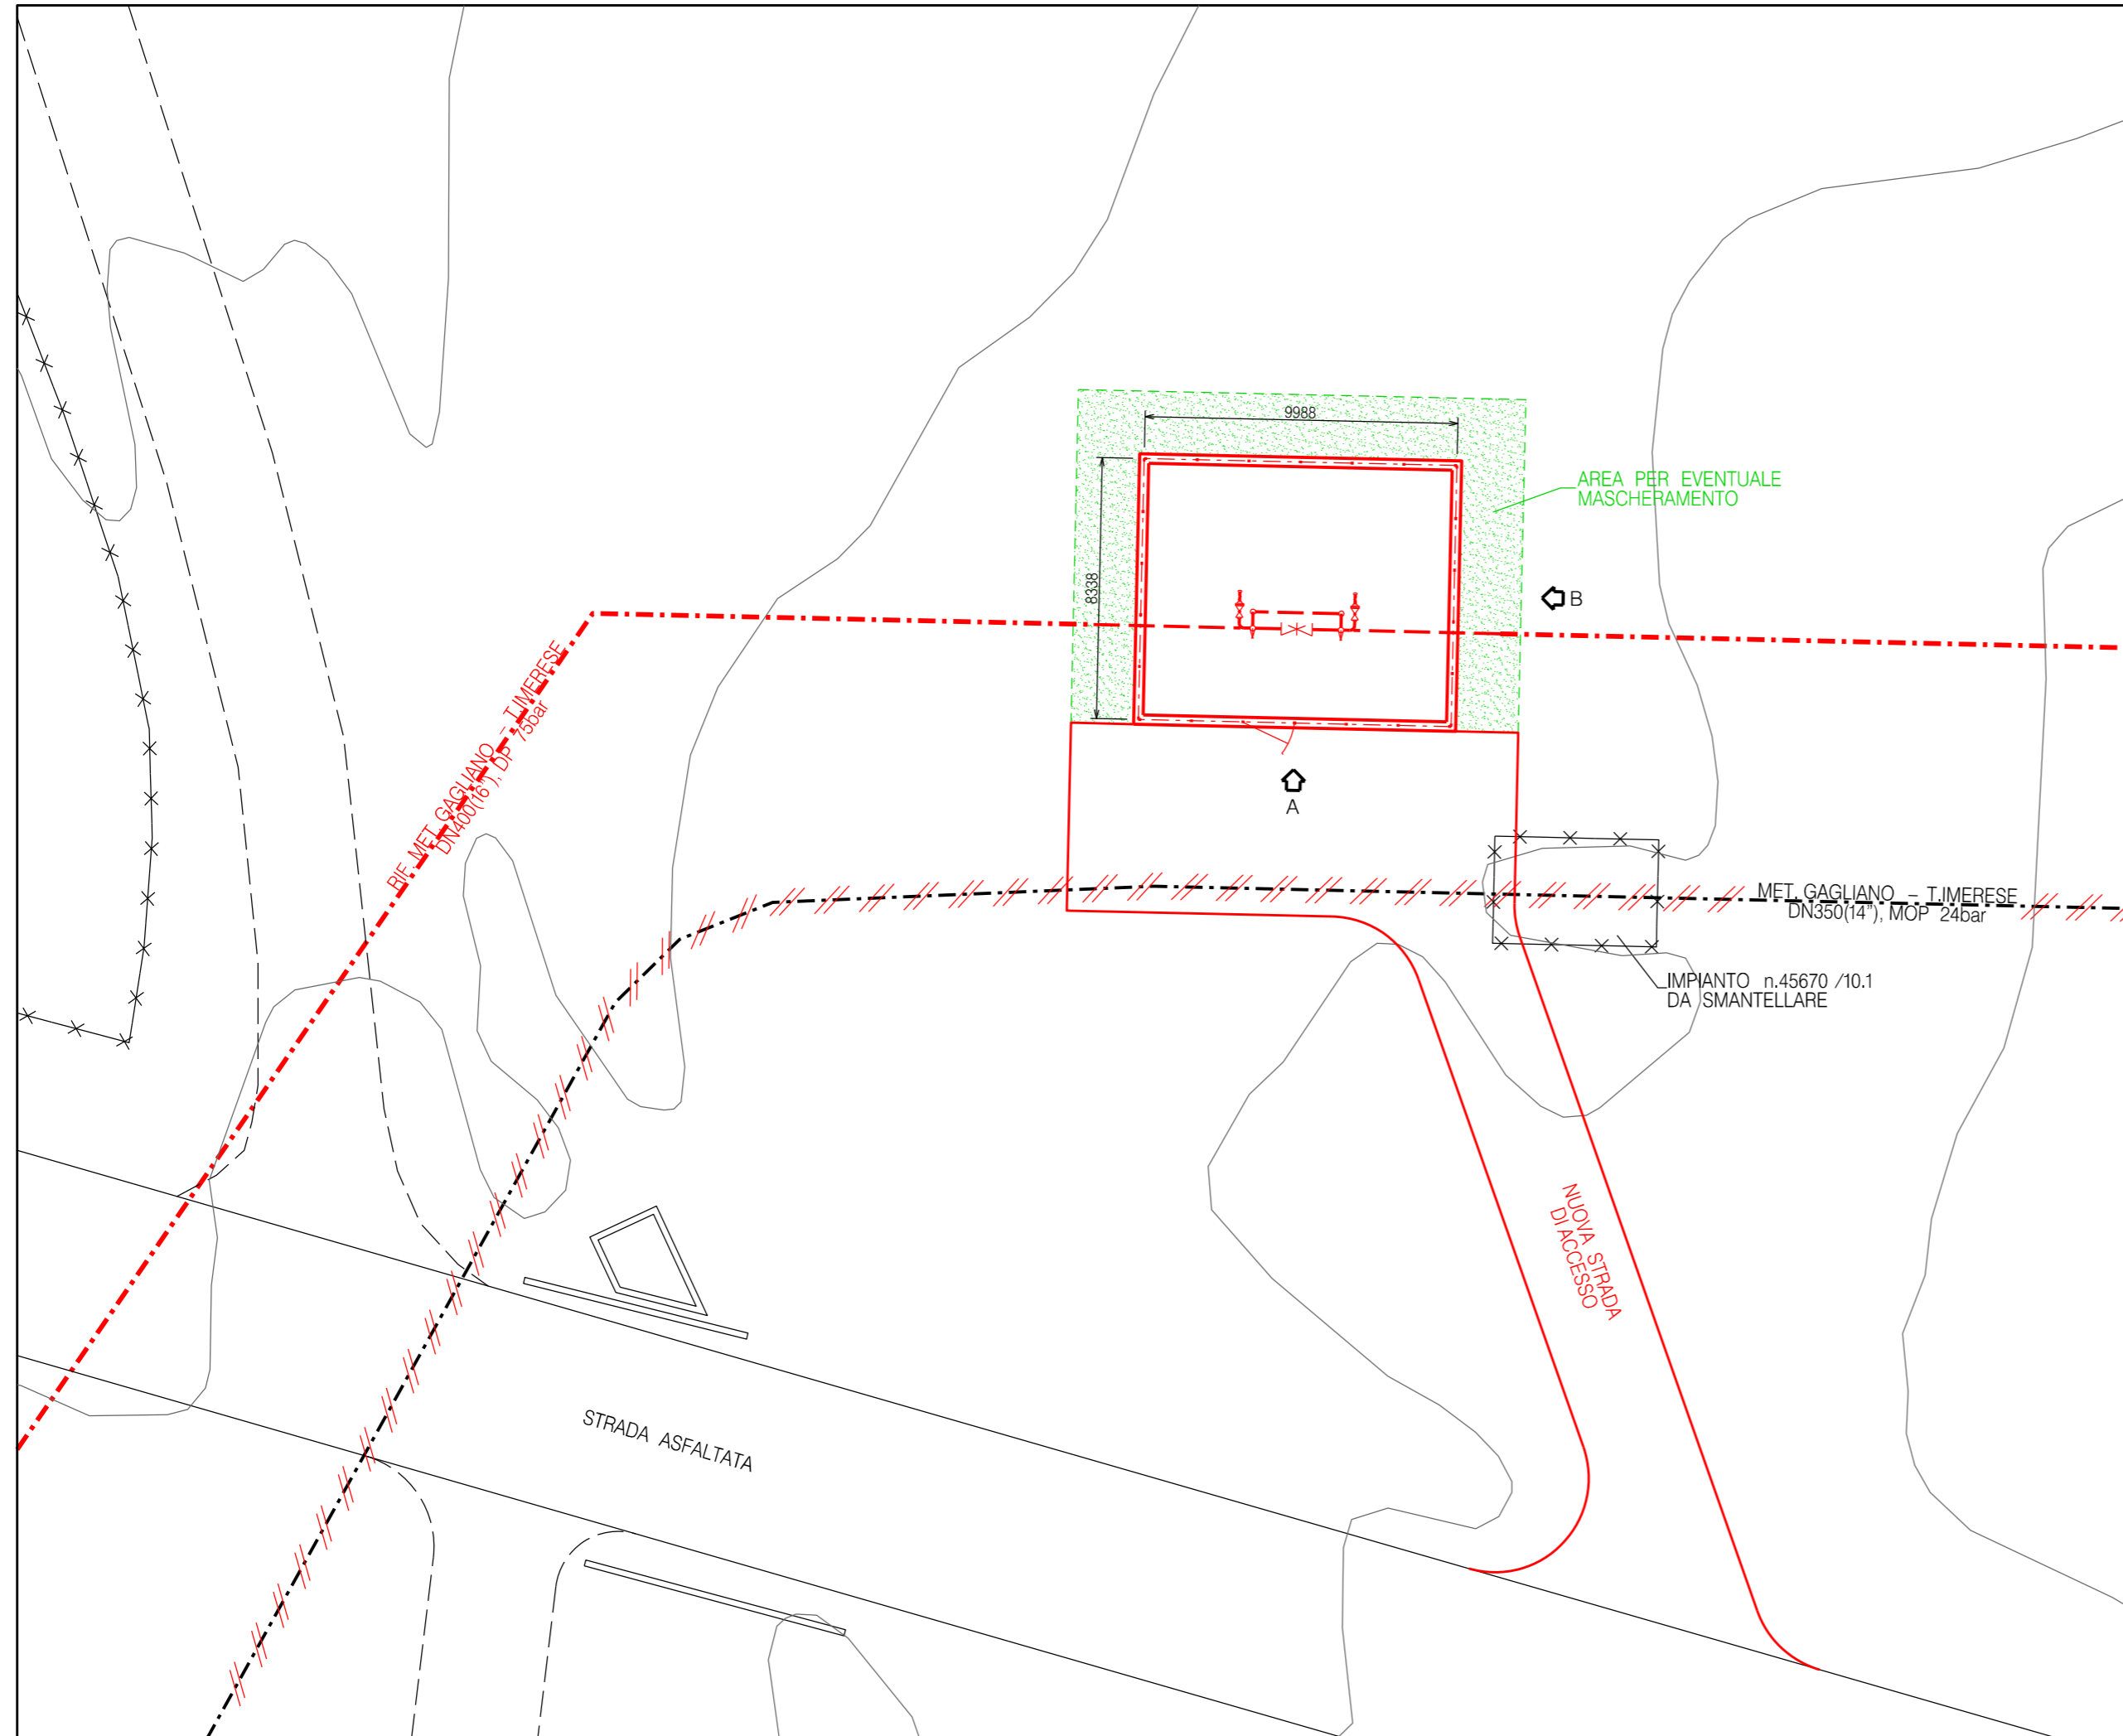 9988
AREA PER EVENTUALE
MASCHERAMENTO
8338
B
RIF. MET. GAGLIANO - T.IMERESE
DN400(16"), DP 75bar
A
MET. GAGLIANO - T.IMERESE
DN350(14"), MOP 24bar
IMPIANTO n.45670 /10.1
DA SMANTELLARE
NUOVA STRADA
DI ACCESSO
STRADA ASFALTATA